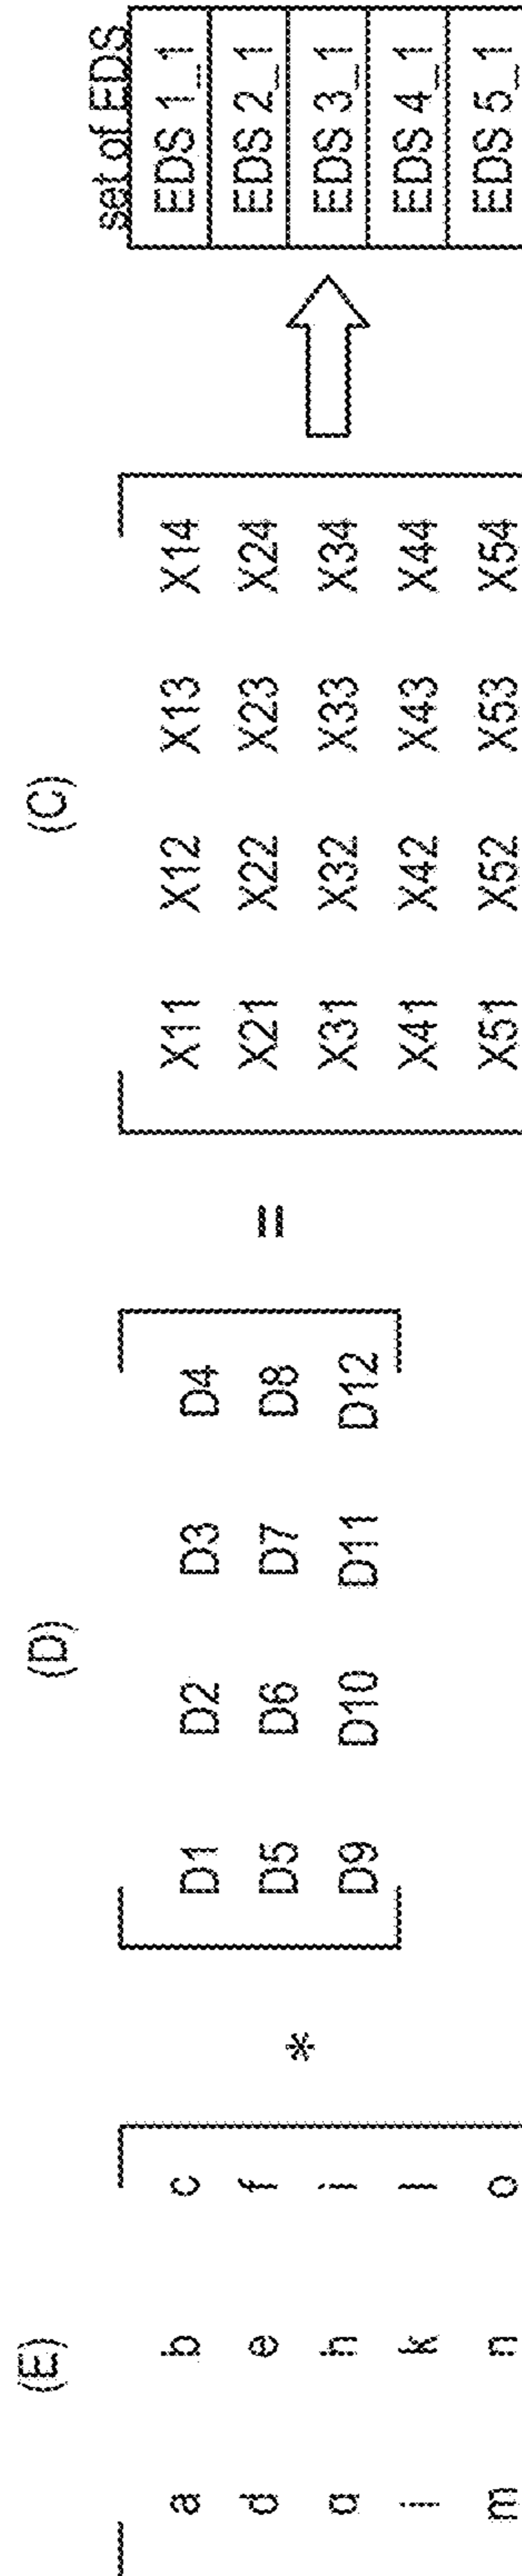 (E) (D) (C) set of EDS
a b c * D1 D2 D3 D4 = X11 X12 X13 X14 EDS 1_1
d e f D5 D6 D7 D8 X21 X22 X23 X24 EDS 2_1
g h i D9 D10 D11 D12 X31 X32 X33 X34 EDS 3_1
j k l X41 X42 X43 X44 EDS 4_1
m n o X51 X52 X53 X54 EDS 5_1